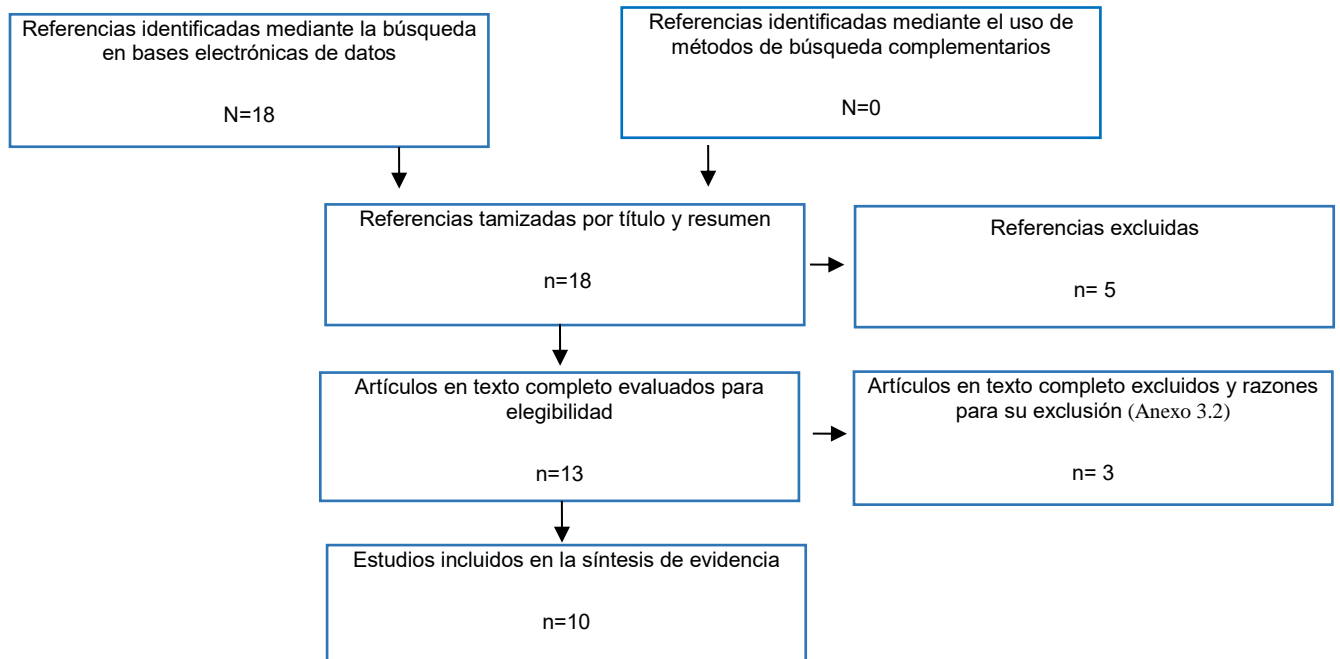 Referencias identificadas mediante la búsqueda
en bases electrónicas de datos
N=18
Referencias identificadas mediante el uso de
métodos de búsqueda complementarios
N=0
Referencias tamizadas por título y resumen
n=18
Referencias excluidas
n= 5
Artículos en texto completo evaluados para
elegibilidad
n=13
Artículos en texto completo excluidos y razones
para su exclusión (Anexo 3.2)
n= 3
Estudios incluidos en la síntesis de evidencia
n=10